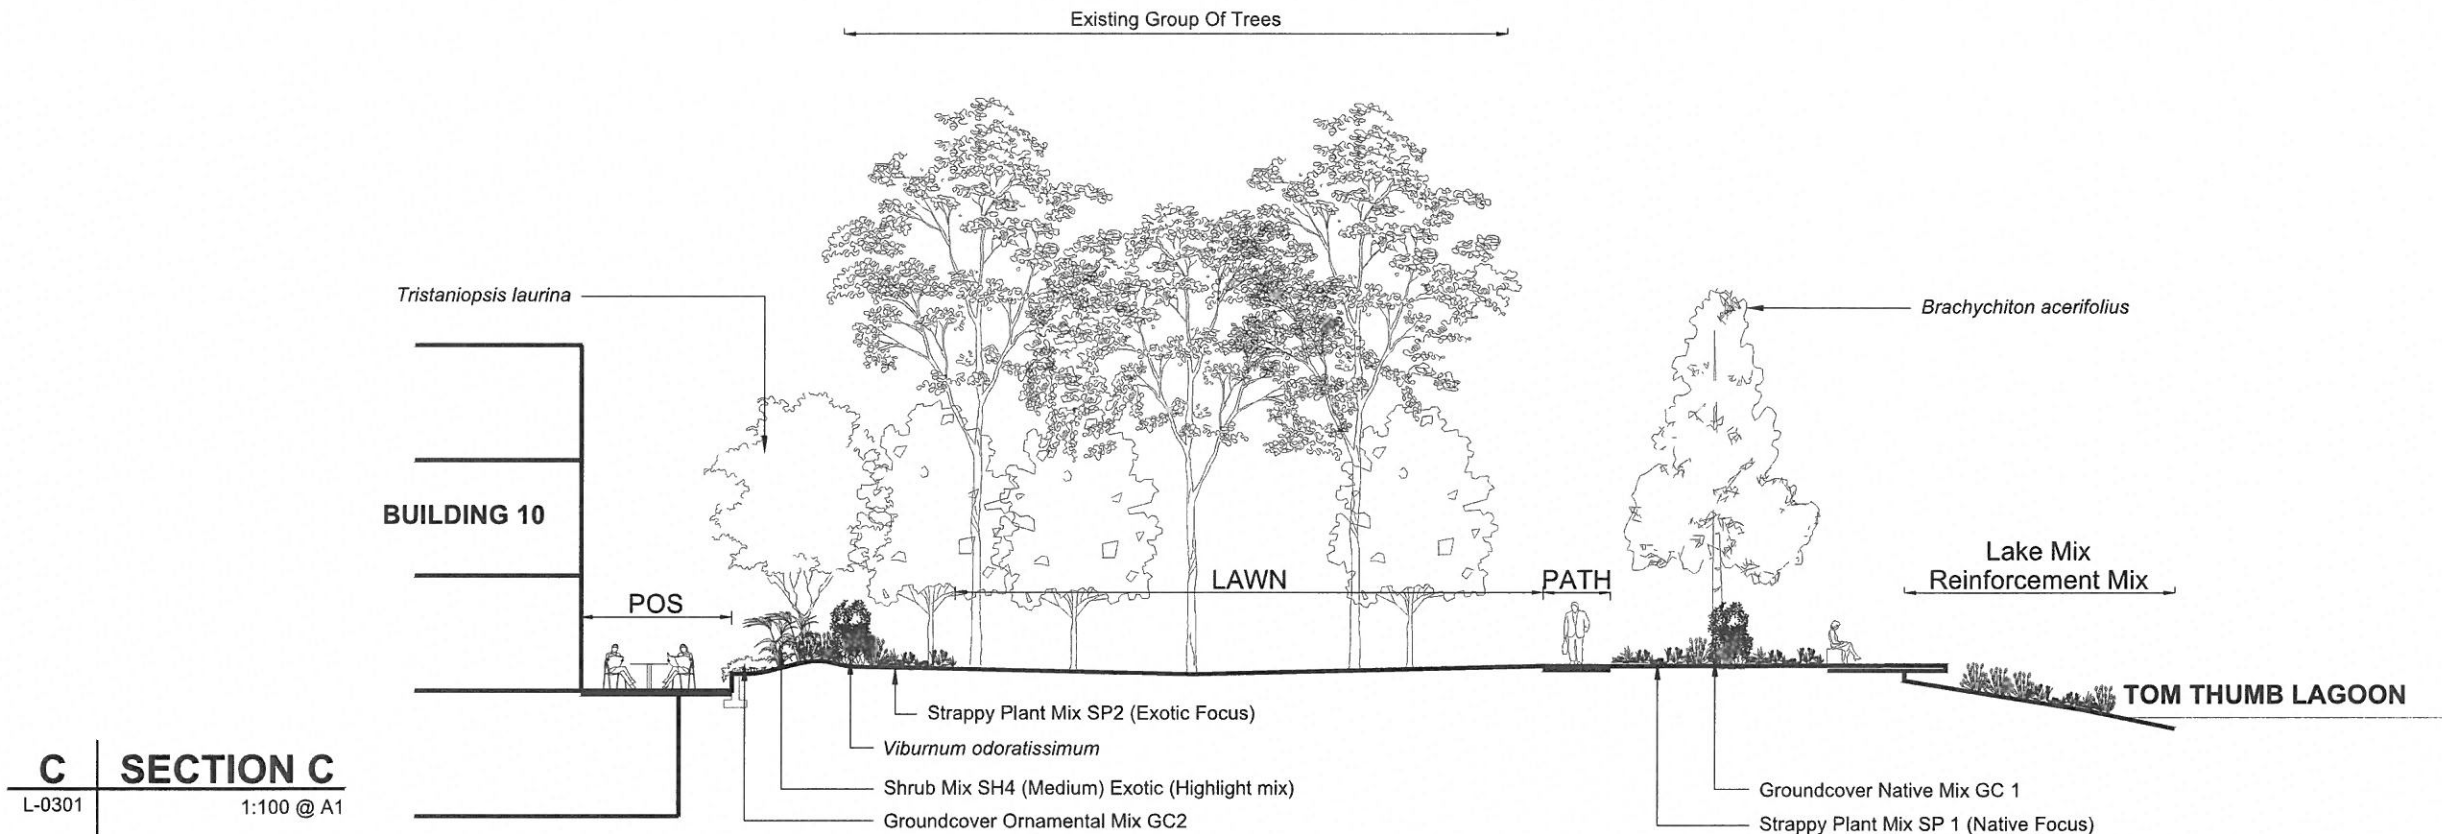 Existing Group Of Trees
Tristaniopsis laurina
Brachychiton acerifolius
BUILDING 10
POS
LAWN
PATH
Lake Mix
Reinforcement Mix
TOM THUMB LAGOON
Strappy Plant Mix SP2 (Exotic Focus)
Viburnum odoratissimum
Shrub Mix SH4 (Medium) Exotic (Highlight mix)
Groundcover Ornamental Mix GC2
Groundcover Native Mix GC 1
Strappy Plant Mix SP 1 (Native Focus)
C SECTION C
L-0301 1:100 @ A1